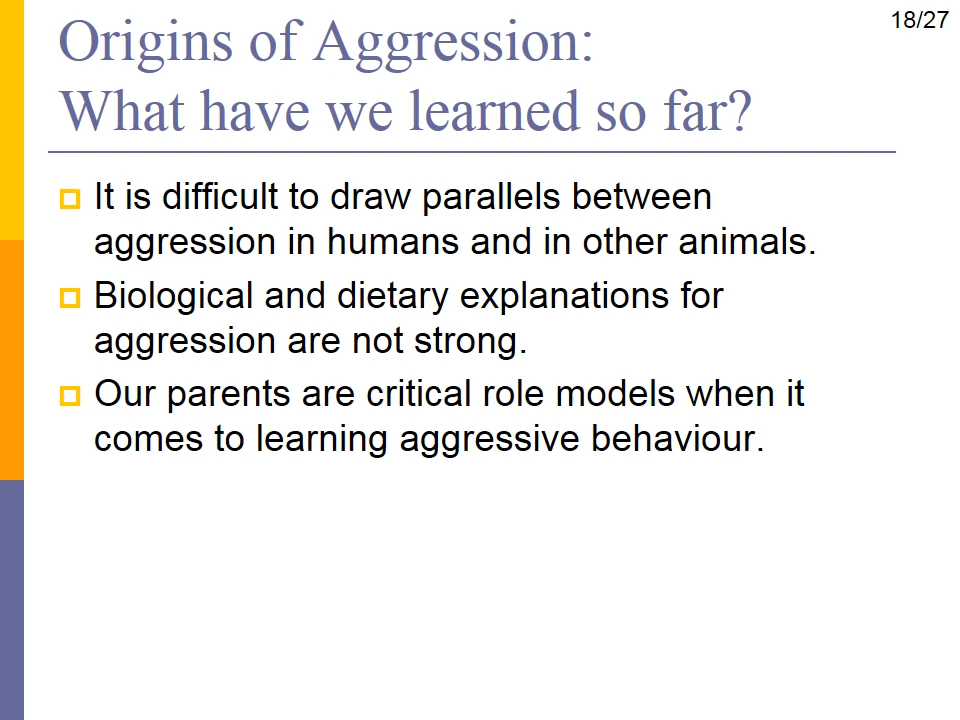 18/27
Origins of Aggression:
What have we learned so far?
It is difficult to draw parallels between
aggression in humans and in other animals.
Biological and dietary explanations for
aggression are not strong.
Our parents are critical role models when it
comes to learning aggressive behaviour.